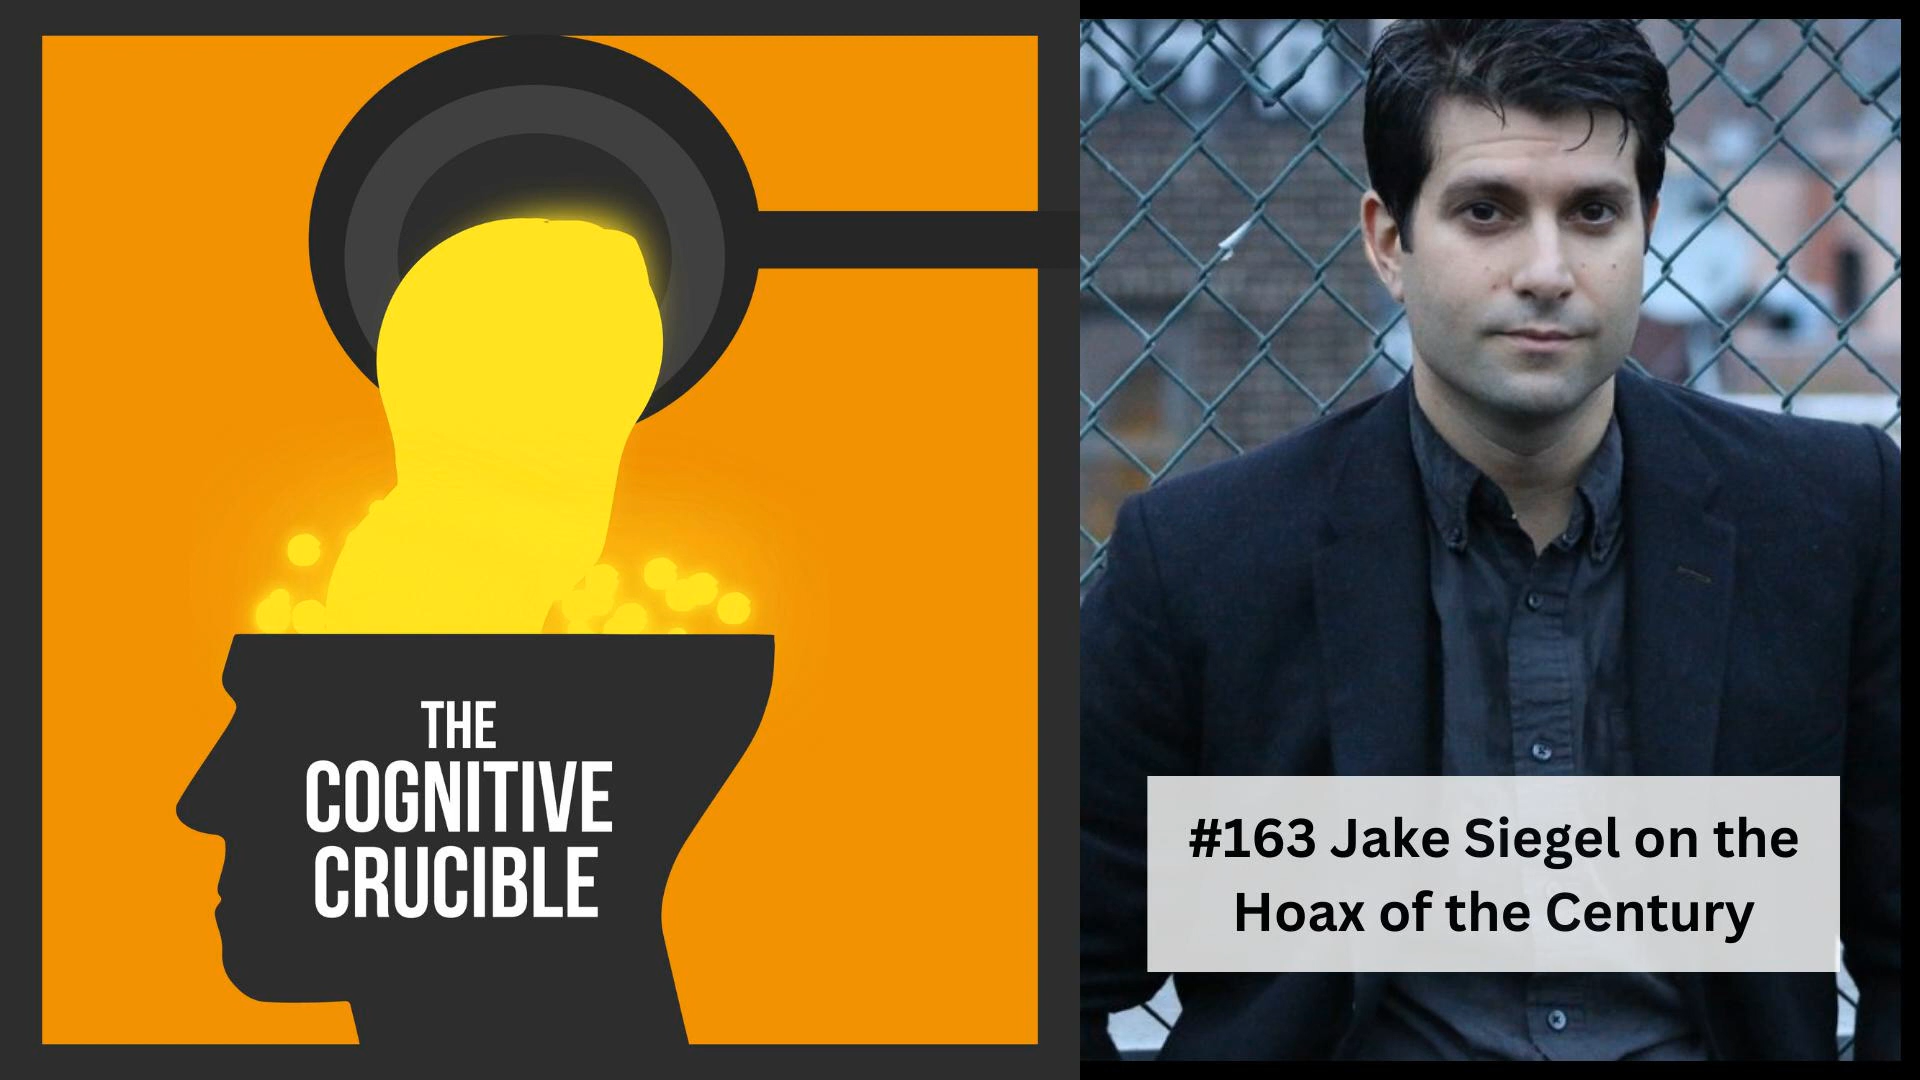 THE
COGNITIVE
CRUCIBLE
#163 Jake Siegel on the
Hoax of the Century